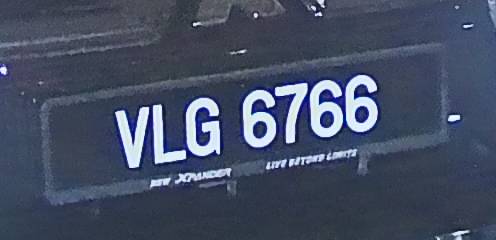 VLG 6766
NEW XPANDER LIVE BEYOND LIMITS